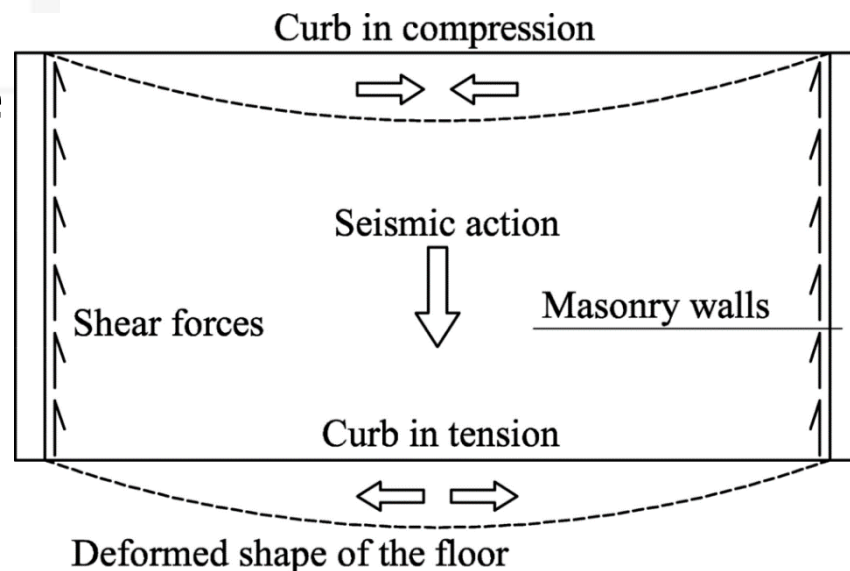 Curb in compression
Seismic action
Shear forces
Masonry walls
Curb in tension
Deformed shape of the floor